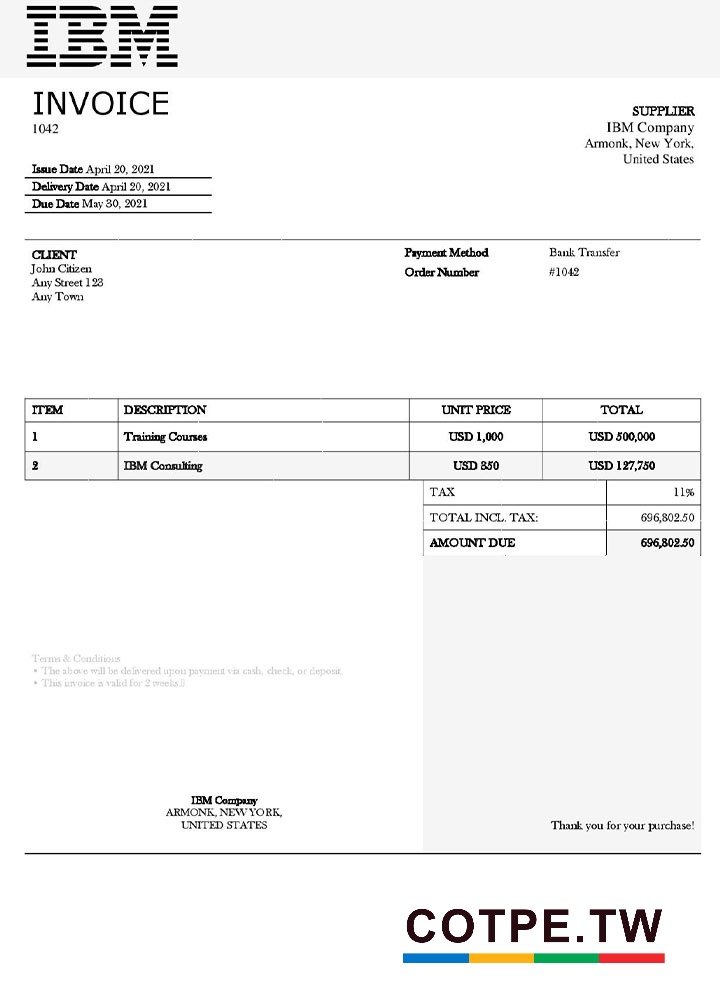 IBM
INVOICE
1042
SUPPLIER
IBM Company
Armonk, New York,
United States
Issue Date April 20, 2021
Delivery Date April 20, 2021
Due Date May 30, 2021
CLIENT
John Citizen
Any Street 123
Any Town
Payment Method Bank Transfer
Order Number #1042
ITEM DESCRIPTION UNIT PRICE TOTAL
1 Training Courses USD 1,000 USD 500,000
2 IBM Consulting USD 850 USD 127,750
TAX 11%
TOTAL INCL. TAX: 696,802.50
AMOUNT DUE 696,802.50
Terms & Conditions
• The above will be delivered upon payment via cash, check, or deposit.
• This invoice is valid for 2 weeks.
IBM Company
ARMONK, NEW YORK,
UNITED STATES
Thank you for your purchase!
COTPE.TW